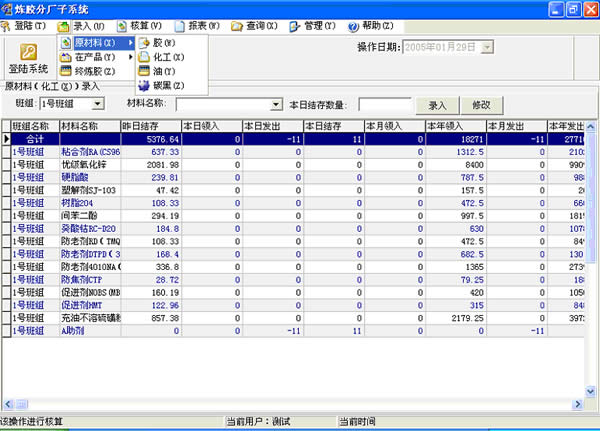 炼胶分厂子系统
登陆(T) 录入(U) 核算(V) 报表(W) 查询(X) 管理(Y) 帮助(Z)
原材料(X) 胶(W)
在产品(Y) 化工(X)
终炼胶(Z) 油(Y)
碳黑(Z)
登陆系统
操作日期: 2005年01月29日
原材料(化工(X))录入
班组: 1号班组 材料名称: 本日结存数量: 录入 修改
班组名称 材料名称 昨日结存 本日领入 本日发出 本日结存 本月领入 本年领入 本月发出 本年发出
合计 5376.64 0 -11 11 0 18271 -11 2771
1号班组 粘合剂RA(CS96 637.33 0 0 0 0 1312.5 0 210
1号班组 优级氧化锌 2081.98 0 0 0 0 8400 0 990
1号班组 硬脂酸 239.81 0 0 0 0 787.5 0 98
1号班组 塑解剂SJ-103 47.42 0 0 0 0 157.5 0 20
1号班组 树脂204 108.33 0 0 0 0 472.5 0 66
1号班组 间苯二酚 294.19 0 0 0 0 997.5 0 181
1号班组 癸酸钴RC-D20 184.8 0 0 0 0 630 0 107
1号班组 防老剂RD(TMQ 108.33 0 0 0 0 472.5 0 84
1号班组 防老剂DTPD(3 168.4 0 0 0 0 682.5 0 130
1号班组 防老剂4010NA( 336.8 0 0 0 0 1365 0 273
1号班组 防焦剂CTP 28.72 0 0 0 0 79.25 0 18
1号班组 促进剂NOBS(MB 160.19 0 0 0 0 420 0 105
1号班组 促进剂HMT 122.96 0 0 0 0 315 0 84
1号班组 充油不溶硫磺粉 857.38 0 0 0 0 2179.25 0 397
1号班组 A助剂 0 0 -11 11 0 0 -11
该操作进行核算 当前用户:测试 当前时间